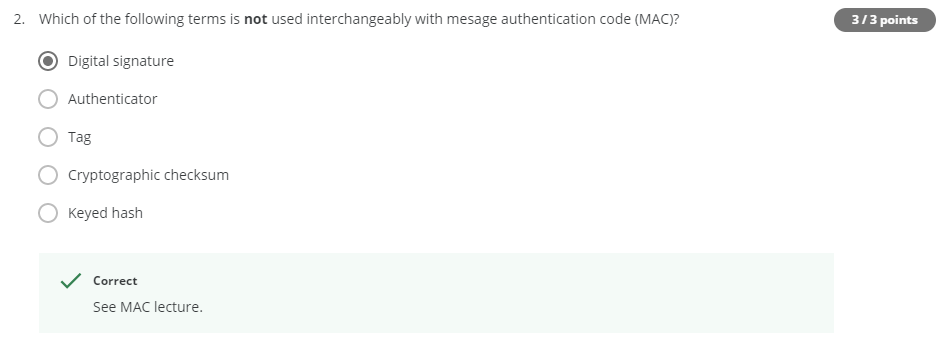 2. Which of the following terms is not used interchangeably with mesage authentication code (MAC)?
3 / 3 points
Digital signature
Authenticator
Tag
Cryptographic checksum
Keyed hash
Correct
See MAC lecture.